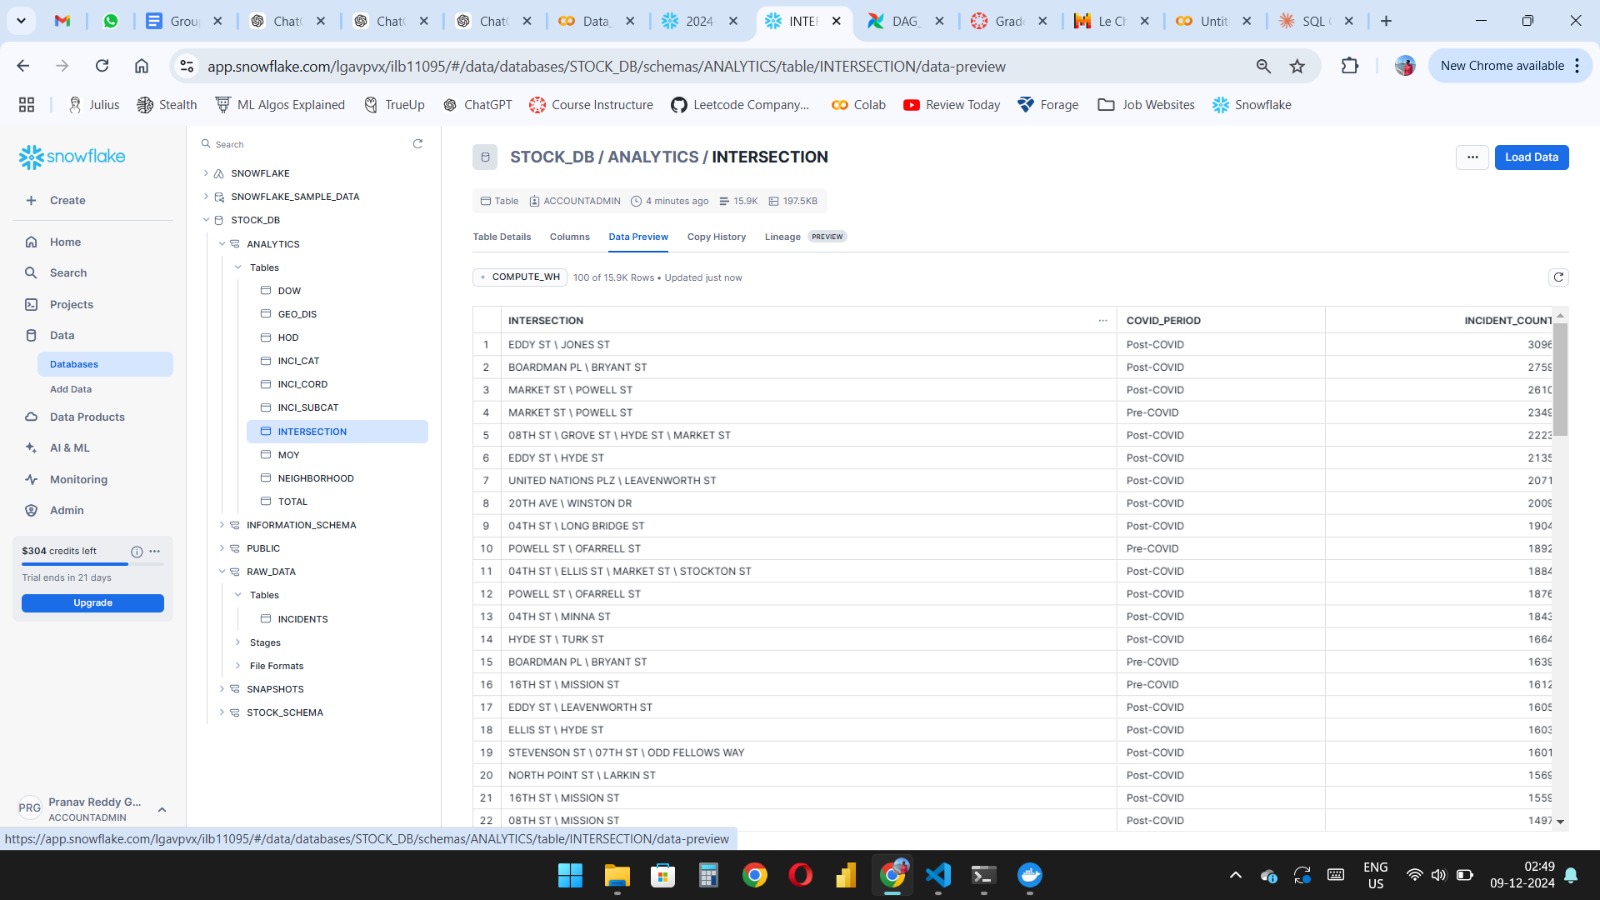 Grou
ChatG
ChatG
ChatG
Data_
2024
INTEF
DAG_
Grade
Le Ch
Untit
SQL
app.snowflake.com/lgavpvx/ilb11095/#/data/databases/STOCK_DB/schemas/ANALYTICS/table/INTERSECTION/data-preview
New Chrome available
Julius
Stealth
ML Algos Explained
TrueUp
ChatGPT
Course Instructure
Leetcode Company...
Colab
Review Today
Forage
Job Websites
Snowflake
snowflake
Create
Home
Search
Projects
Data
Databases
Add Data
Data Products
AI & ML
Monitoring
Admin
$304 credits left
Trial ends in 21 days
Upgrade
PRG
Pranav Reddy G...
ACCOUNTADMIN
Search
SNOWFLAKE
SNOWFLAKE_SAMPLE_DATA
STOCK_DB
ANALYTICS
Tables
DOW
GEO_DIS
HOD
INCI_CAT
INCI_CORD
INCI_SUBCAT
INTERSECTION
MOY
NEIGHBORHOOD
TOTAL
INFORMATION_SCHEMA
PUBLIC
RAW_DATA
Tables
INCIDENTS
Stages
File Formats
SNAPSHOTS
STOCK_SCHEMA
STOCK_DB / ANALYTICS / INTERSECTION
... Load Data
Table ACCOUNTADMIN 4 minutes ago 15.9K 197.5KB
Table Details Columns Data Preview Copy History Lineage PREVIEW
COMPUTE_WH 100 of 15.9K Rows • Updated just now
INTERSECTION ... COVID_PERIOD INCIDENT_COUNT
1 EDDY ST \ JONES ST Post-COVID 3096
2 BOARDMAN PL \ BRYANT ST Post-COVID 2759
3 MARKET ST \ POWELL ST Post-COVID 2610
4 MARKET ST \ POWELL ST Pre-COVID 2349
5 08TH ST \ GROVE ST \ HYDE ST \ MARKET ST Post-COVID 2223
6 EDDY ST \ HYDE ST Post-COVID 2135
7 UNITED NATIONS PLZ \ LEAVENWORTH ST Post-COVID 2071
8 20TH AVE \ WINSTON DR Post-COVID 2009
9 04TH ST \ LONG BRIDGE ST Post-COVID 1904
10 POWELL ST \ OFARRELL ST Pre-COVID 1892
11 04TH ST \ ELLIS ST \ MARKET ST \ STOCKTON ST Post-COVID 1884
12 POWELL ST \ OFARRELL ST Post-COVID 1876
13 04TH ST \ MINNA ST Post-COVID 1843
14 HYDE ST \ TURK ST Post-COVID 1664
15 BOARDMAN PL \ BRYANT ST Pre-COVID 1639
16 16TH ST \ MISSION ST Pre-COVID 1612
17 EDDY ST \ LEAVENWORTH ST Post-COVID 1605
18 ELLIS ST \ HYDE ST Post-COVID 1603
19 STEVENSON ST \ 07TH ST \ ODD FELLOWS WAY Post-COVID 1601
20 NORTH POINT ST \ LARKIN ST Post-COVID 1569
21 16TH ST \ MISSION ST Post-COVID 1559
22 08TH ST \ MISSION ST Post-COVID 1497
https://app.snowflake.com/lgavpvx/ilb11095/#/data/databases/STOCK_DB/schemas/ANALYTICS/table/INTERSECTION/data-preview
ENG
US
02:49
09-12-2024